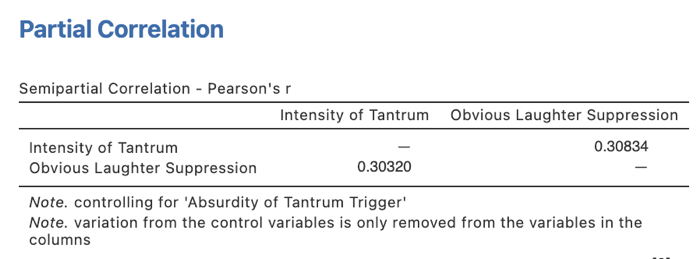 Partial Correlation
Semipartial Correlation - Pearson's r
Intensity of Tantrum Obvious Laughter Suppression
Intensity of Tantrum — 0.30834
Obvious Laughter Suppression 0.30320 —
Note. controlling for 'Absurdity of Tantrum Trigger'
Note. variation from the control variables is only removed from the variables in the
columns